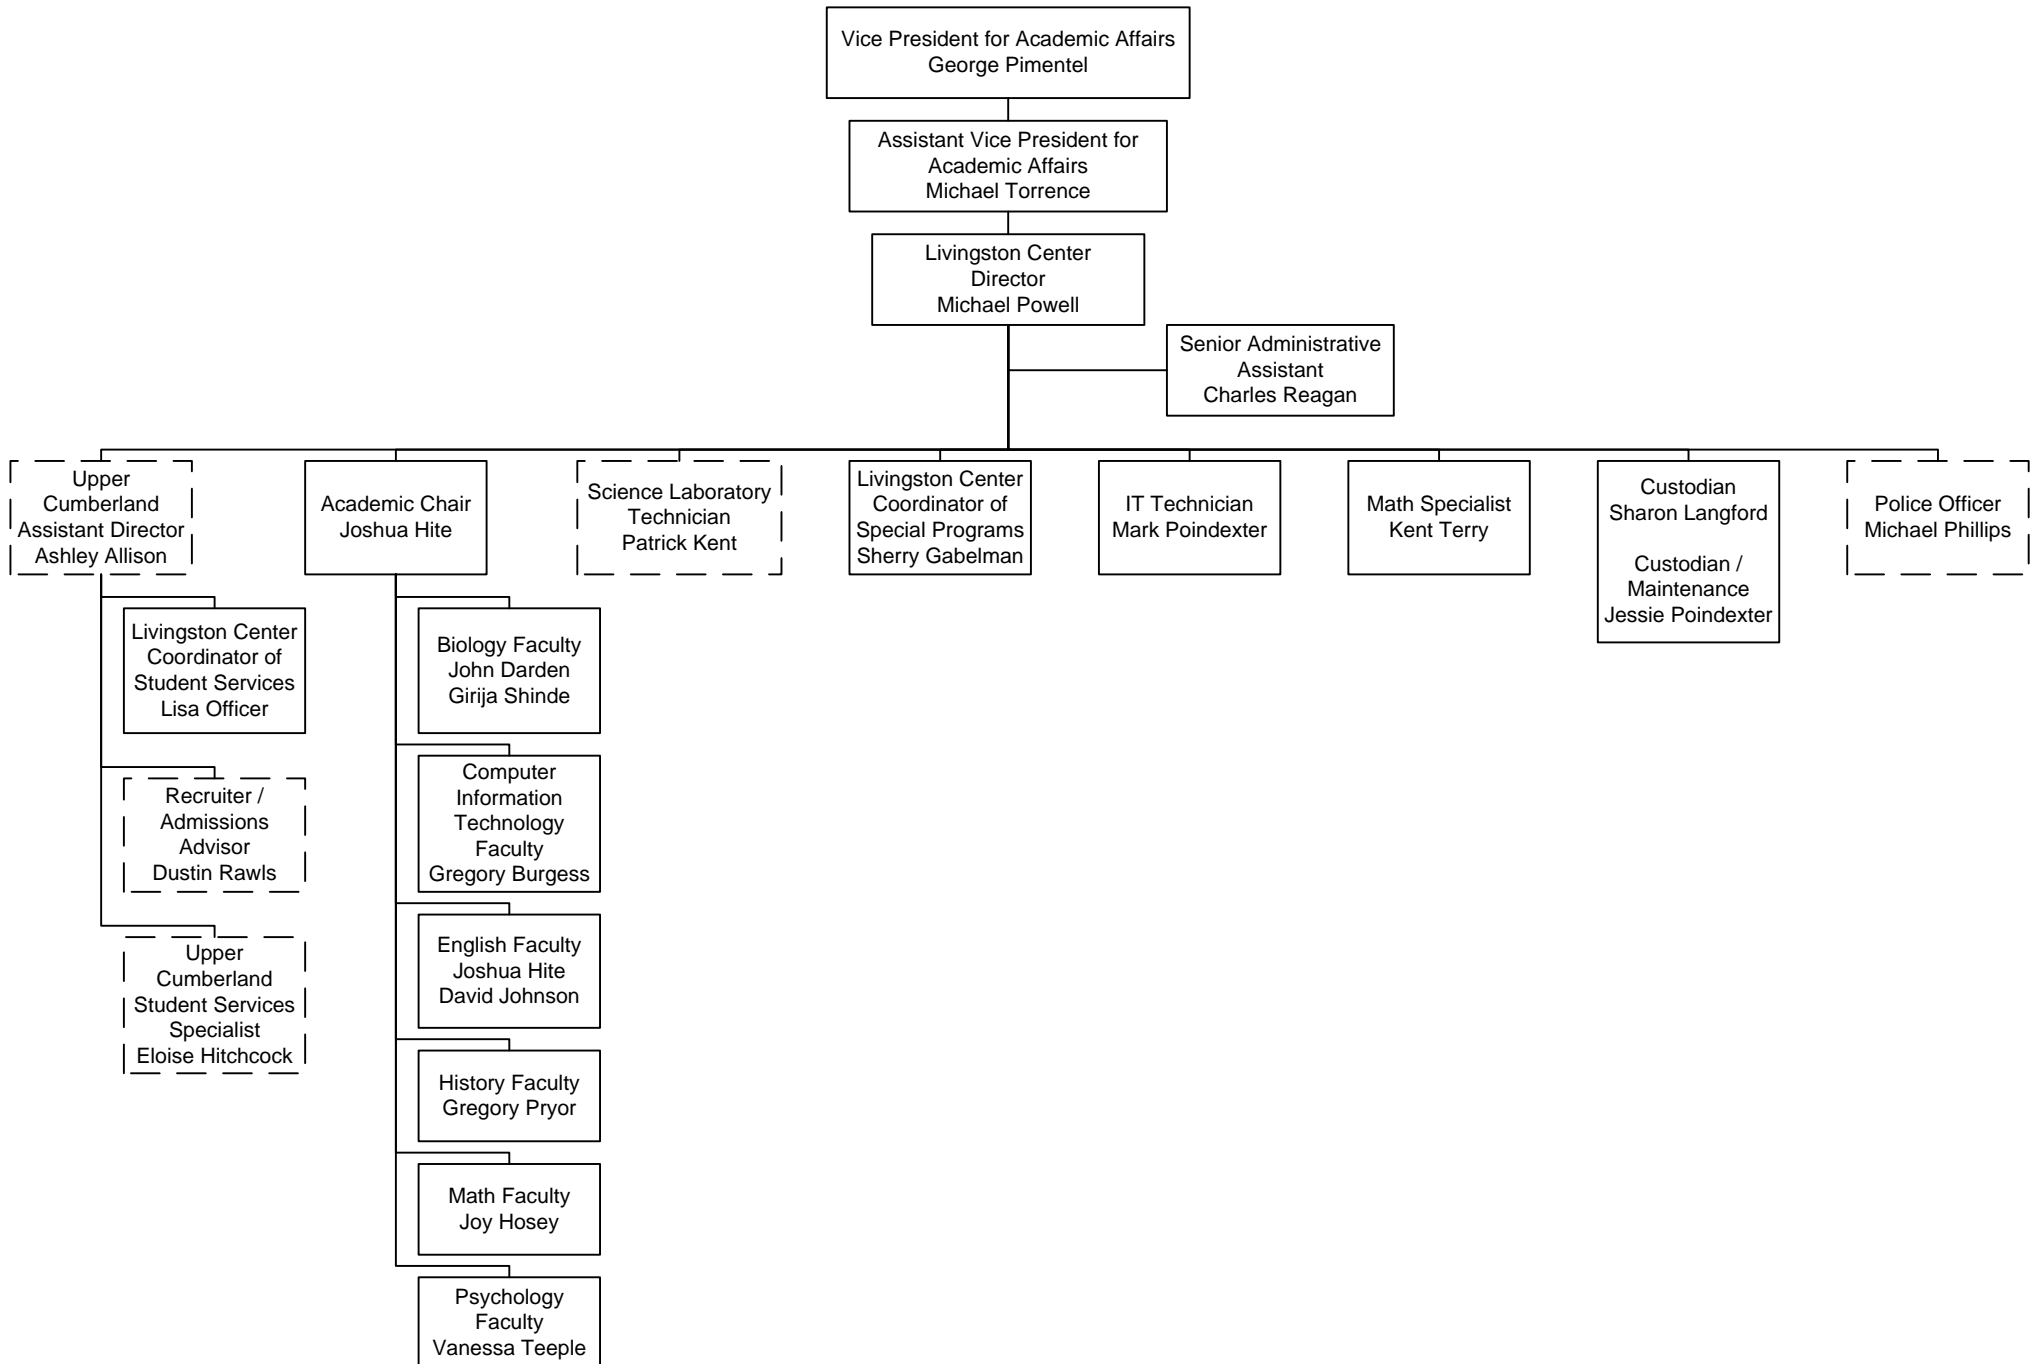 Vice President for Academic Affairs
George Pimentel
Assistant Vice President for
Academic Affairs
Michael Torrence
Livingston Center
Director
Michael Powell
Senior Administrative
Assistant
Charles Reagan
Upper
Cumberland
Assistant Director
Ashley Allison
Academic Chair
Joshua Hite
Science Laboratory
Technician
Patrick Kent
Livingston Center
Coordinator of
Special Programs
Sherry Gabelman
IT Technician
Mark Poindexter
Math Specialist
Kent Terry
Custodian
Sharon Langford
Custodian /
Maintenance
Jessie Poindexter
Police Officer
Michael Phillips
Livingston Center
Coordinator of
Student Services
Lisa Officer
Recruiter /
Admissions
Advisor
Dustin Rawls
Upper
Cumberland
Student Services
Specialist
Eloise Hitchcock
Biology Faculty
John Darden
Girija Shinde
Computer
Information
Technology
Faculty
Gregory Burgess
English Faculty
Joshua Hite
David Johnson
History Faculty
Gregory Pryor
Math Faculty
Joy Hosey
Psychology
Faculty
Vanessa Teeple